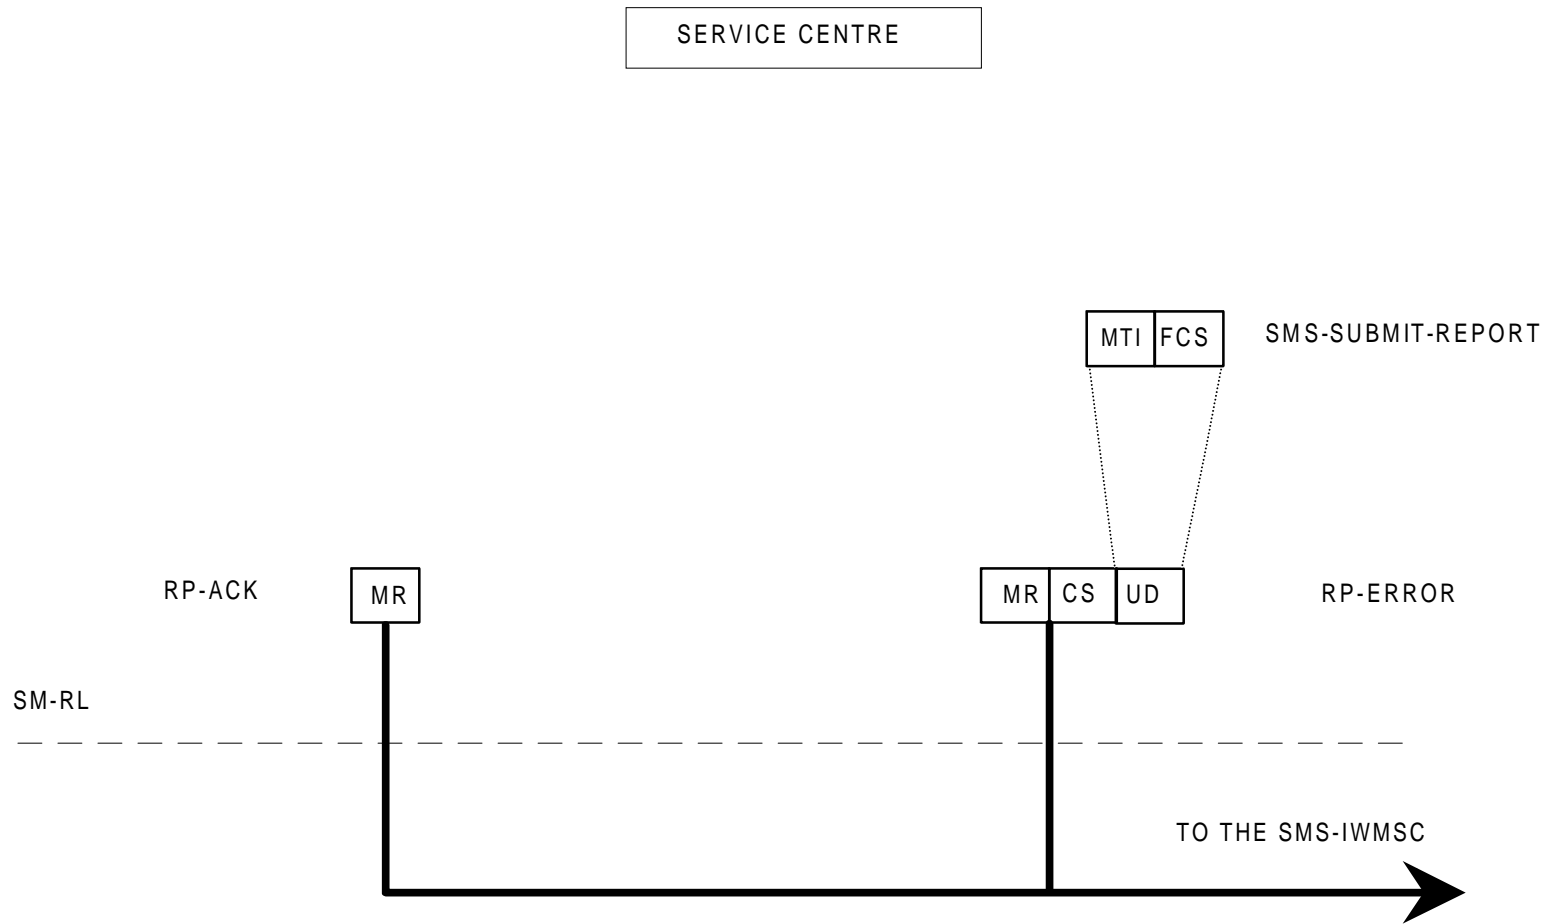 SERVICE CENTRE
MTI FCS SMS-SUBMIT-REPORT
RP-ACK MR MR CS UD RP-ERROR
SM-RL
TO THE SMS-IWMSC